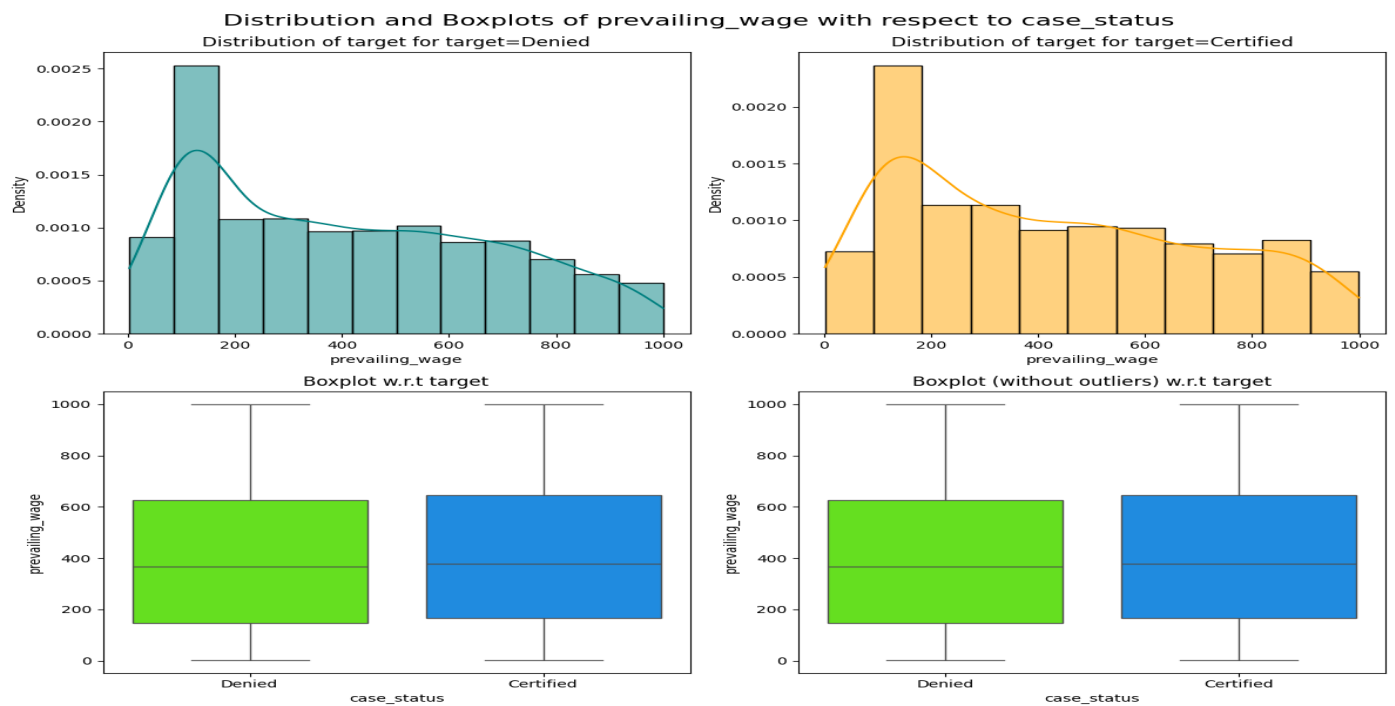 Distribution and Boxplots of prevailing_wage with respect to case_status
Distribution of target for target=Denied
Density
0.0025
0.0020
0.0015
0.0010
0.0005
0.0000
0 200 400 600 800 1000
prevailing_wage
Distribution of target for target=Certified
Density
0.0020
0.0015
0.0010
0.0005
0.0000
0 200 400 600 800 1000
prevailing_wage
Boxplot w.r.t target
prevailing_wage
1000
800
600
400
200
0
Denied Certified
case_status
Boxplot (without outliers) w.r.t target
prevailing_wage
1000
800
600
400
200
0
Denied Certified
case_status